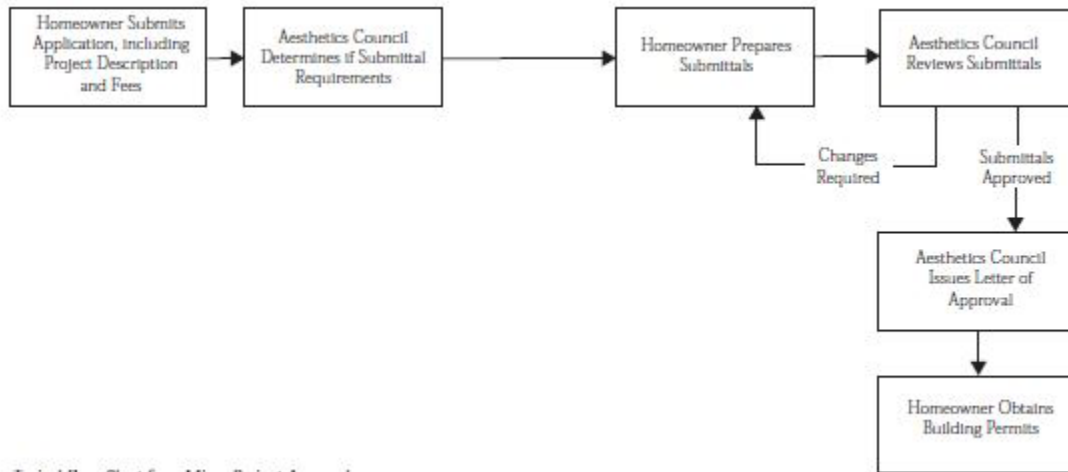 Homeowner Submits
Application, including
Project Description
and Fees
Aesthetics Council
Determines if Submittal
Requirements
Homeowner Prepares
Submittals
Aesthetics Council
Reviews Submittals
Changes
Required
Submittals
Approved
Aesthetics Council
Issues Letter of
Approval
Homeowner Obtains
Building Permits